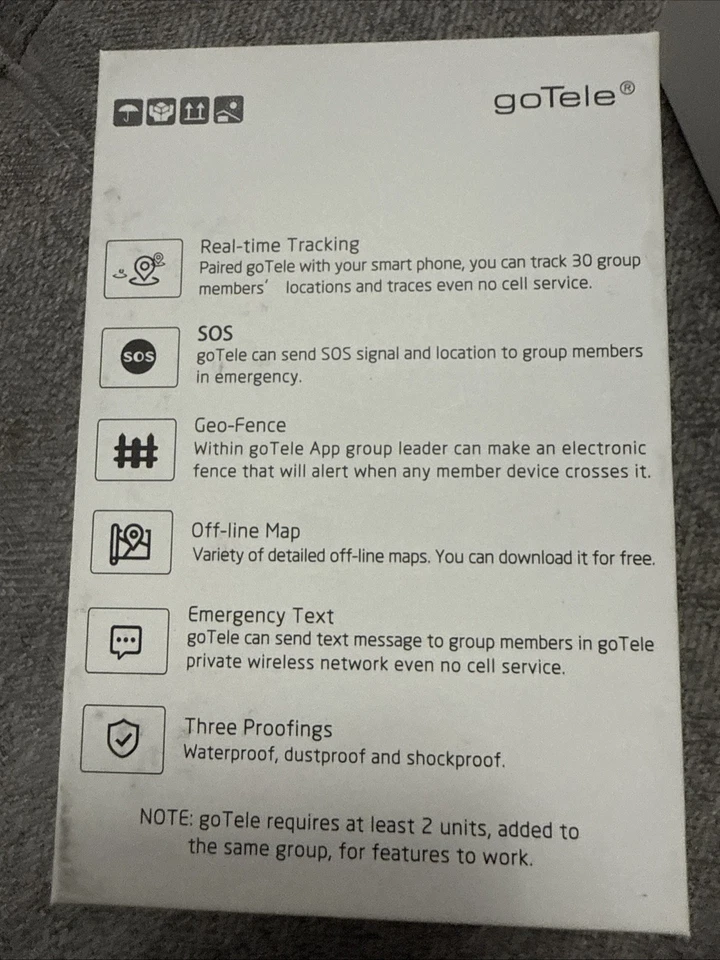 goTele®
Real-time Tracking
Paired goTele with your smart phone, you can track 30 group
members' locations and traces even no cell service.
SOS
SOS
goTele can send SOS signal and location to group members
in emergency.
Geo-Fence
Within goTele App group leader can make an electronic
fence that will alert when any member device crosses it.
Off-line Map
Variety of detailed off-line maps. You can download it for free.
Emergency Text
goTele can send text message to group members in goTele
private wireless network even no cell service.
Three Proofings
Waterproof, dustproof and shockproof.
NOTE: goTele requires at least 2 units, added to
the same group, for features to work.